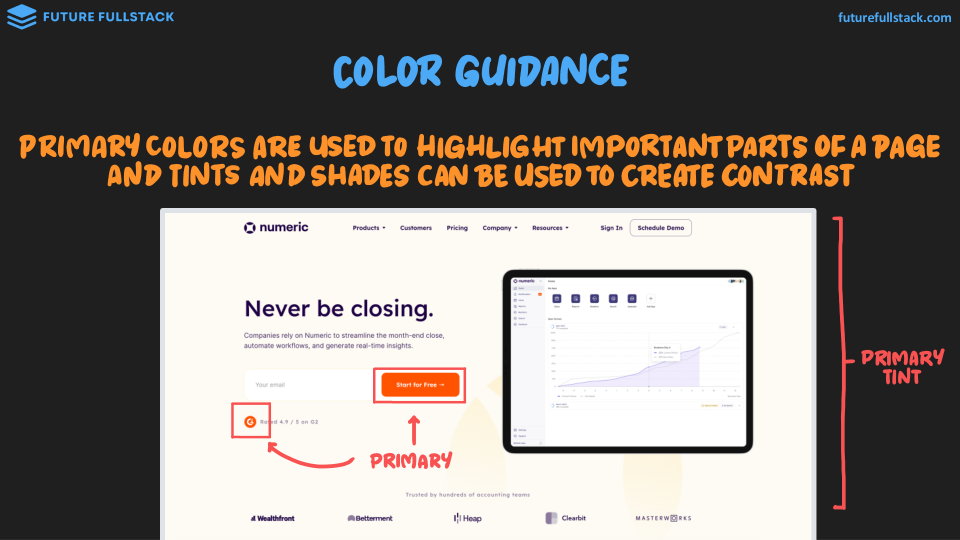 FUTURE FULLSTACK
futurefullstack.com
COLOR GUIDANCE
PRIMARY COLORS ARE USED TO HIGHLIGHT IMPORTANT PARTS OF A PAGE
AND TINTS AND SHADES CAN BE USED TO CREATE CONTRAST
numeric
Products
Customers
Pricing
Company
Resources
Sign In
Schedule Demo
Never be closing.
Companies rely on Numeric to streamline the month-end close,
automate workflows, and generate real-time insights.
Your email
Start for Free →
Rated 4.9 / 5 on G2
numeric
PRIMARY
TINT
PRIMARY
Trusted by hundreds of accounting teams
Wealthfront
Betterment
Heap
Clearbit
MASTERWORKS